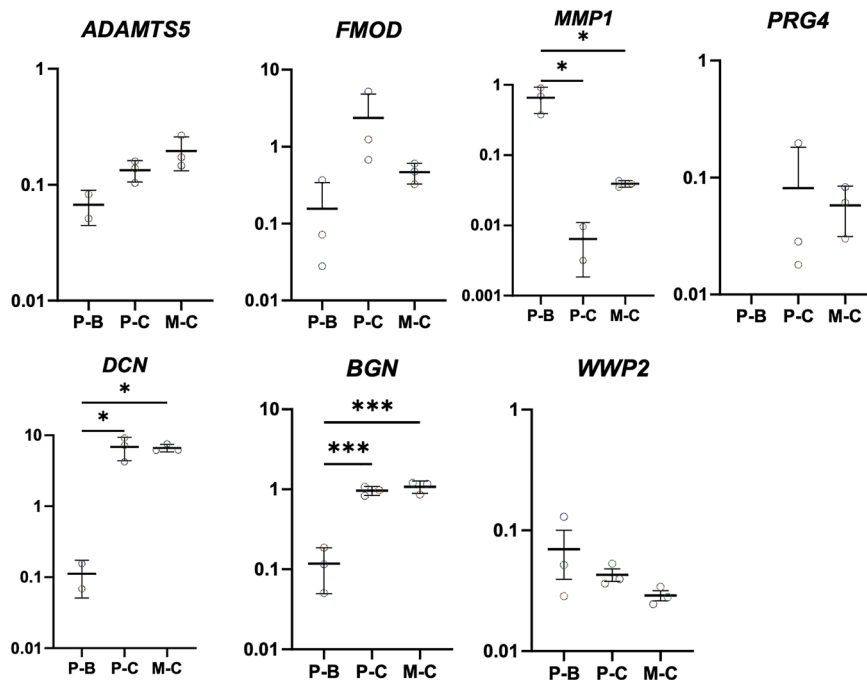 ADAMTS5
1
0.1
0.01
P-B P-C M-C
FMOD
10
1
0.1
0.01
P-B P-C M-C
MMP1
*
*
1
0.1
0.01
0.001
P-B P-C M-C
PRG4
1
0.1
0.01
P-B P-C M-C
DCN
*
*
10
1
0.1
0.01
P-B P-C M-C
BGN
***
***
10
1
0.1
0.01
P-B P-C M-C
WWP2
1
0.1
0.01
P-B P-C M-C